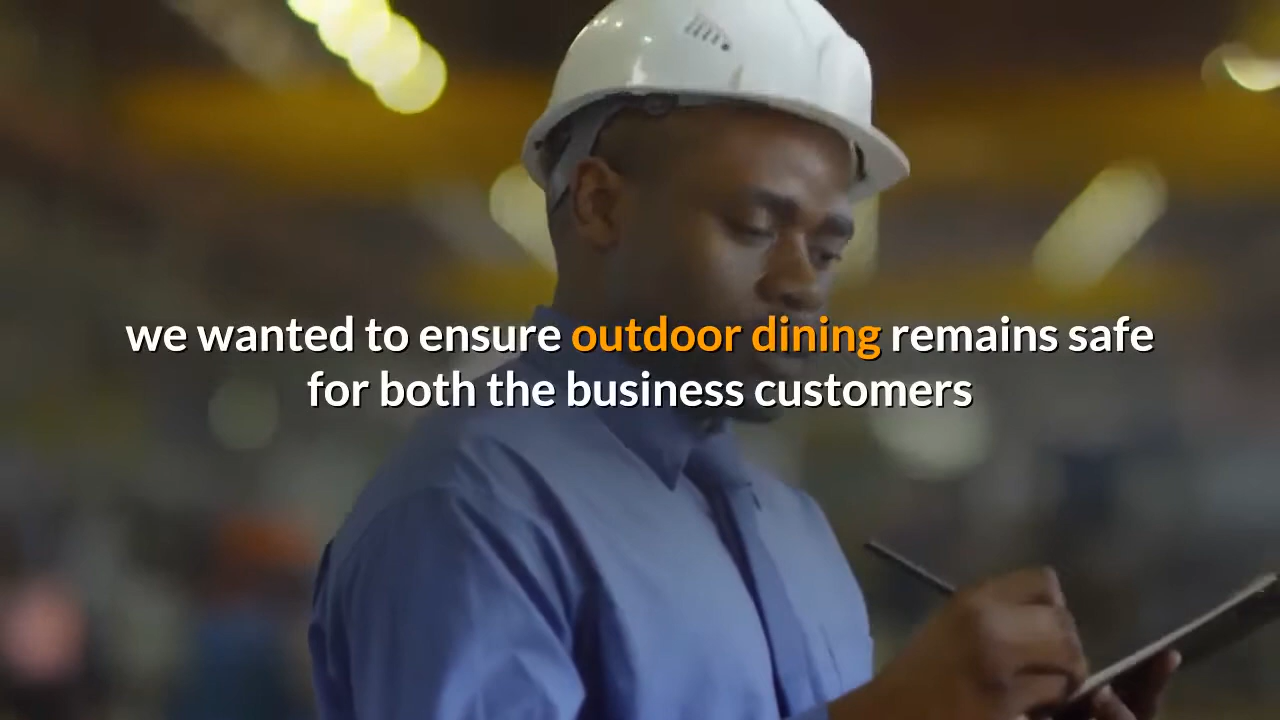 we wanted to ensure outdoor dining remains safe
for both the business customers